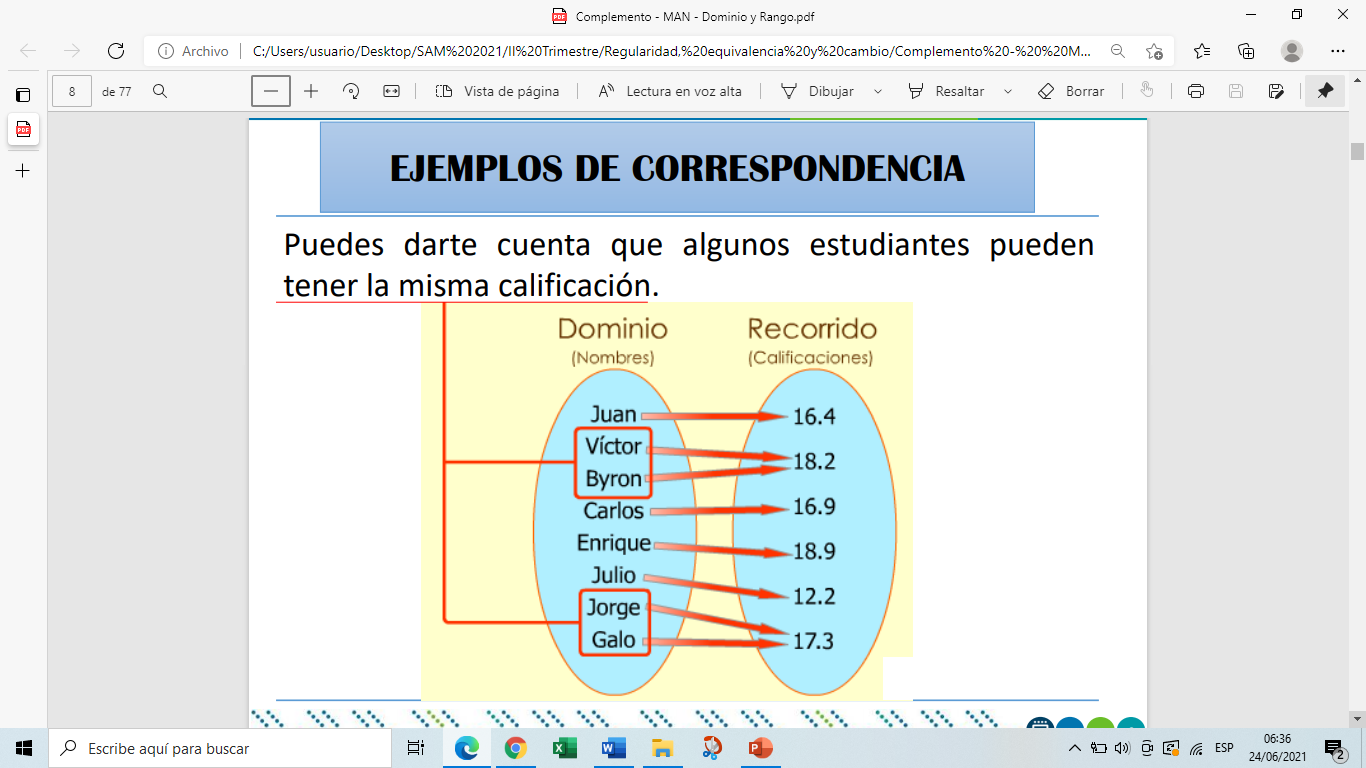 Complemento - MAN - Dominio y Rango.pdf
Archivo C:/Users/usuario/Desktop/SAM%202021/II%20Trimestre/Regularidad,%20equivalencia%20y%20cambio/Complemento%20-%20%20M...
8 de 77 Vista de página Lectura en voz alta Dibujar Resaltar Borrar
EJEMPLOS DE CORRESPONDENCIA
Puedes darte cuenta que algunos estudiantes pueden
tener la misma calificación.
Dominio Recorrido
(Nombres) (Calificaciones)
Juan 16.4
Víctor 18.2
Byron
Carlos 16.9
Enrique 18.9
Julio 12.2
Jorge 17.3
Galo
Escribe aquí para buscar
ESP
06:36
24/06/2021
2